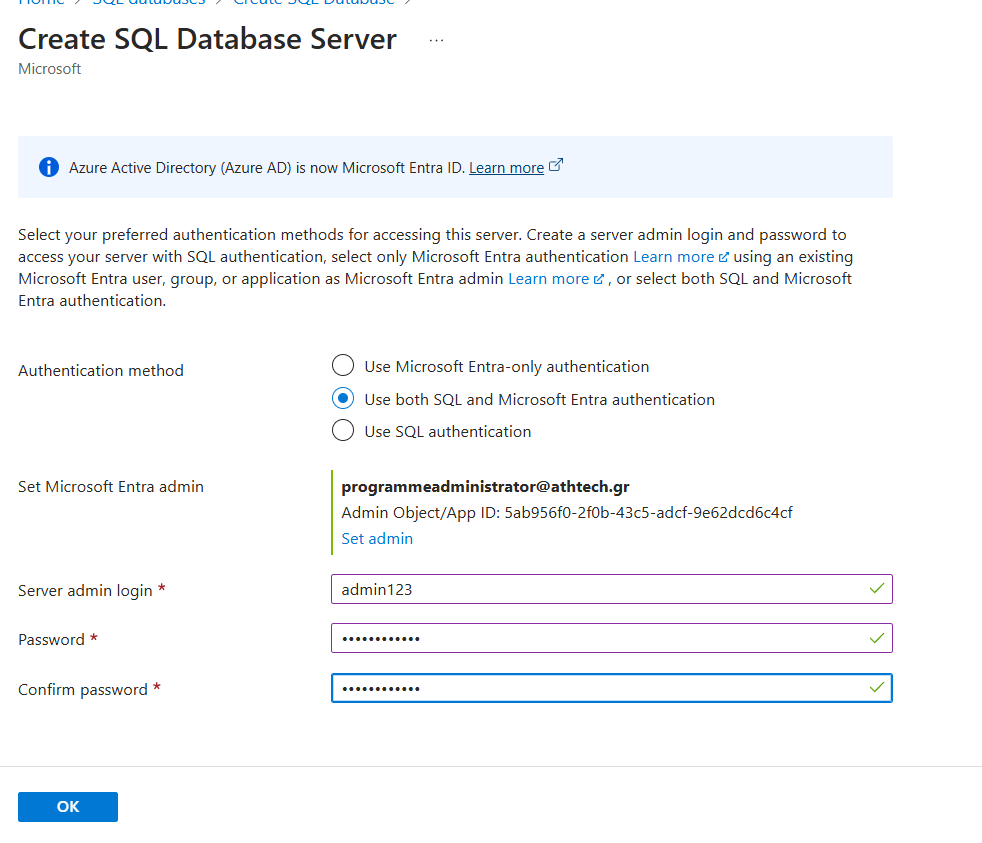 Home > SQL databases > Create SQL Database >
Create SQL Database Server ...
Microsoft
Azure Active Directory (Azure AD) is now Microsoft Entra ID. Learn more
Select your preferred authentication methods for accessing this server. Create a server admin login and password to
access your server with SQL authentication, select only Microsoft Entra authentication Learn more using an existing
Microsoft Entra user, group, or application as Microsoft Entra admin Learn more , or select both SQL and Microsoft
Entra authentication.
Authentication method
Use Microsoft Entra-only authentication
Use both SQL and Microsoft Entra authentication
Use SQL authentication
Set Microsoft Entra admin
programmeadministrator@athtech.gr
Admin Object/App ID: 5ab956f0-2f0b-43c5-adcf-9e62dcd6c4cf
Set admin
Server admin login *
admin123
Password *
••••••••••••
Confirm password *
••••••••••••
OK